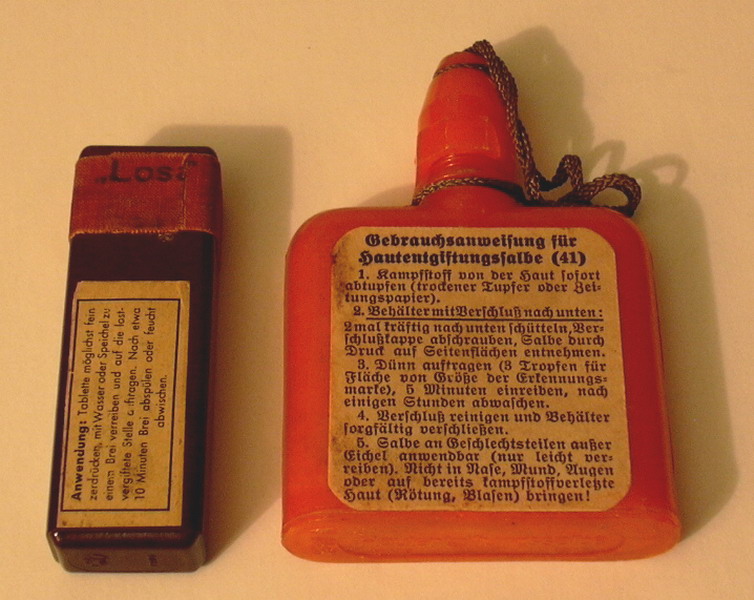 „Losa"
Anwendung: Tablette möglichst fein
zerdrücken, mit Wasser oder Speichel zu
einem Brei verreiben und auf die lost-
vergiftete Stelle auftragen. Nach etwa
10 Minuten Brei abspülen oder feucht
abwischen.
Gebrauchsanweisung für
Hautentgiftungssalbe (41)
1. Kampfstoff von der Haut sofort
abtupfen (trockener Tupfer oder Zei-
tungspapier).
2. Behälter mit Verschluß nach unten:
2 mal kräftig nach unten schütteln, Ver-
schlußkappe abschrauben, Salbe durch
Druck auf Seitenflächen entnehmen.
3. Dünn auftragen (3 Tropfen für
Fläche von Größe der Erkennungs-
marke), 5 Minuten einreiben, nach
einigen Stunden abwaschen.
4. Verschluß reinigen und Behälter
sorgfältig verschließen.
5. Salbe an Geschlechtsteilen außer
Eichel anwendbar (nur leicht ver-
reiben). Nicht in Nase, Mund, Augen
oder auf bereits kampfstoffverletzte
Haut (Rötung, Blasen) bringen!